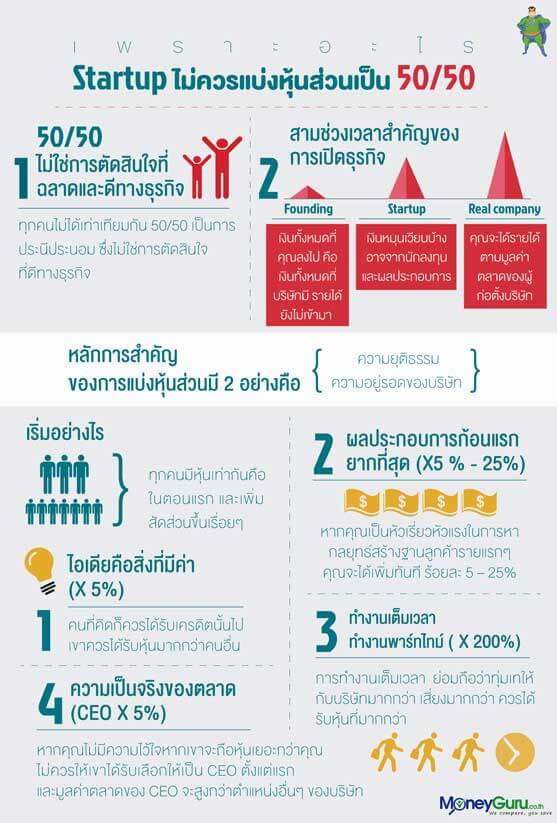 เพราะอะไร
Startup ไม่ควรแบ่งหุ้นส่วนเป็น 50/50
1
50/50
ไม่ใช่การตัดสินใจที่
ฉลาดและดีทางธุรกิจ
ทุกคนไม่ได้เท่าเทียมกัน 50/50 เป็นการ
ประนีประนอม ซึ่งไม่ใช่การตัดสินใจ
ที่ดีทางธุรกิจ
2
สามช่วงเวลาสำคัญของ
การเปิดธุรกิจ
Founding
เงินทั้งหมดที่
คุณลงไป คือ
เงินทั้งหมดที่
บริษัทมี รายได้
ยังไม่เข้ามา
Startup
เงินหมุนเวียนบ้าง
อาจจากนักลงทุน
และผลประกอบการ
Real company
คุณจะได้รายได้
ตามมูลค่า
ตลาดของผู้
ก่อตั้งบริษัท
หลักการสำคัญ
ของการแบ่งหุ้นส่วนมี 2 อย่างคือ
ความยุติธรรม
ความอยู่รอดของบริษัท
เริ่มอย่างไร
ทุกคนมีหุ้นเท่ากันคือ
ในตอนแรก และเพิ่ม
สัดส่วนขึ้นเรื่อยๆ
ไอเดียคือสิ่งที่มีค่า
(X 5%)
1
คนที่คิดก็ควรได้รับเครดิตนั้นไป
เขาควรได้รับหุ้นมากกว่าคนอื่น
2
ผลประกอบการก้อนแรก
ยากที่สุด (X5 % - 25%)
$ $ $ $
หากคุณเป็นหัวเรี่ยวหัวแรงในการหา
กลยุทธ์สร้างฐานลูกค้ารายแรกๆ
คุณจะได้เพิ่มทันที ร้อยละ 5 – 25%
3
ทำงานเต็มเวลา
ทำงานพาร์ทไทม์ ( X 200%)
การทำงานเต็มเวลา ย่อมถือว่าทุ่มเทให้
กับบริษัทมากกว่า เสี่ยงมากกว่า ควรได้
รับหุ้นที่มากกว่า
4
ความเป็นจริงของตลาด
(CEO X 5%)
หากคุณไม่มีความไว้ใจหากเขาจะถือหุ้นเยอะกว่าคุณ
ไม่ควรให้เขาได้รับเลือกให้เป็น CEO ตั้งแต่แรก
และมูลค่าตลาดของ CEO จะสูงกว่าตำแหน่งอื่นๆ ของบริษัท
MoneyGuru.co.th
We compare, you save